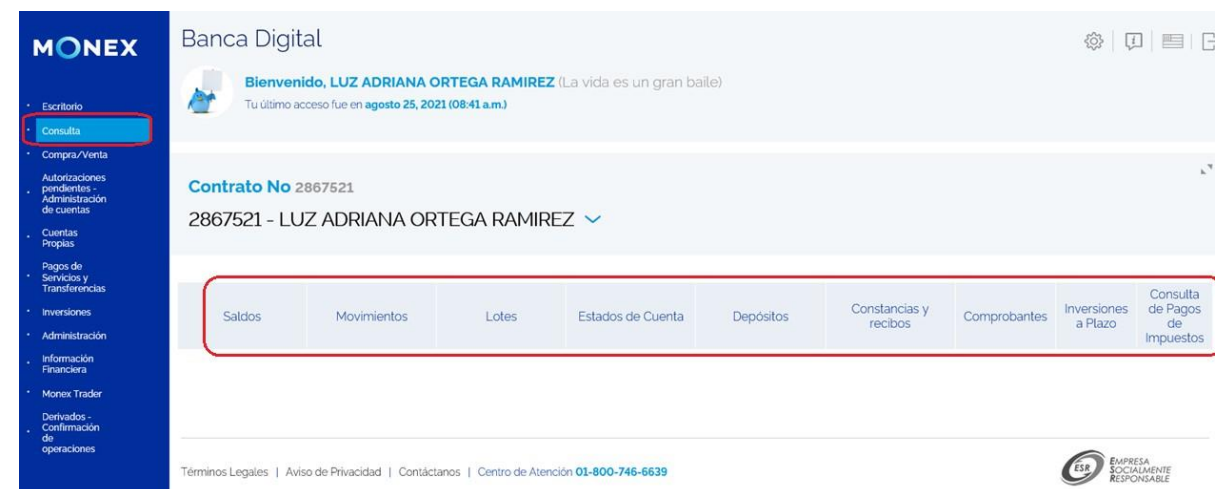 MONEX
Banca Digital
Bienvenido, LUZ ADRIANA ORTEGA RAMIREZ (La vida es un gran baile)
Tu último acceso fue en agosto 25, 2021 (08:41 a.m.)
Escritorio
Consulta
Compra/Venta
Autorizaciones
pendientes -
Administración
de cuentas
Cuentas
Propias
Pagos de
Servicios y
Transferencias
Inversiones
Administración
Información
Financiera
Monex Trader
Derivados -
Confirmación
de
operaciones
Contrato No 2867521
2867521 - LUZ ADRIANA ORTEGA RAMIREZ
Saldos
Movimientos
Lotes
Estados de Cuenta
Depósitos
Constancias y
recibos
Comprobantes
Inversiones
a Plazo
Consulta
de Pagos
de
Impuestos
Términos Legales | Aviso de Privacidad | Contáctanos | Centro de Atención 01-800-746-6639
ESR
EMPRESA
SOCIALMENTE
RESPONSABLE